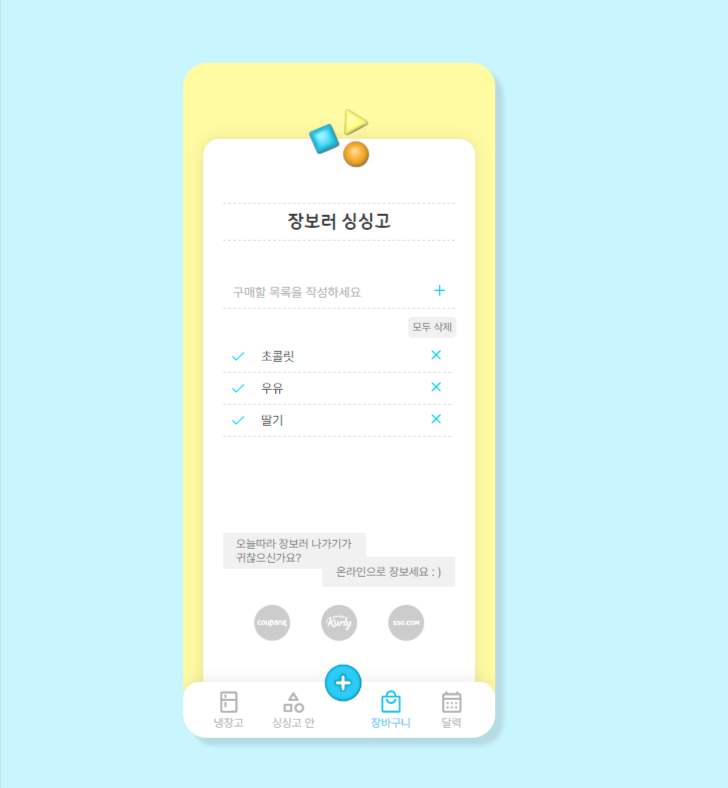 장보러 싱싱고
구매할 목록을 작성하세요
모두 삭제
초콜릿
우유
딸기
오늘따라 장보러 나가기가
귀찮으신가요?
온라인으로 장보세요 : )
coupang
Kurly
SSG.COM
냉장고
싱싱고 안
장바구니
달력